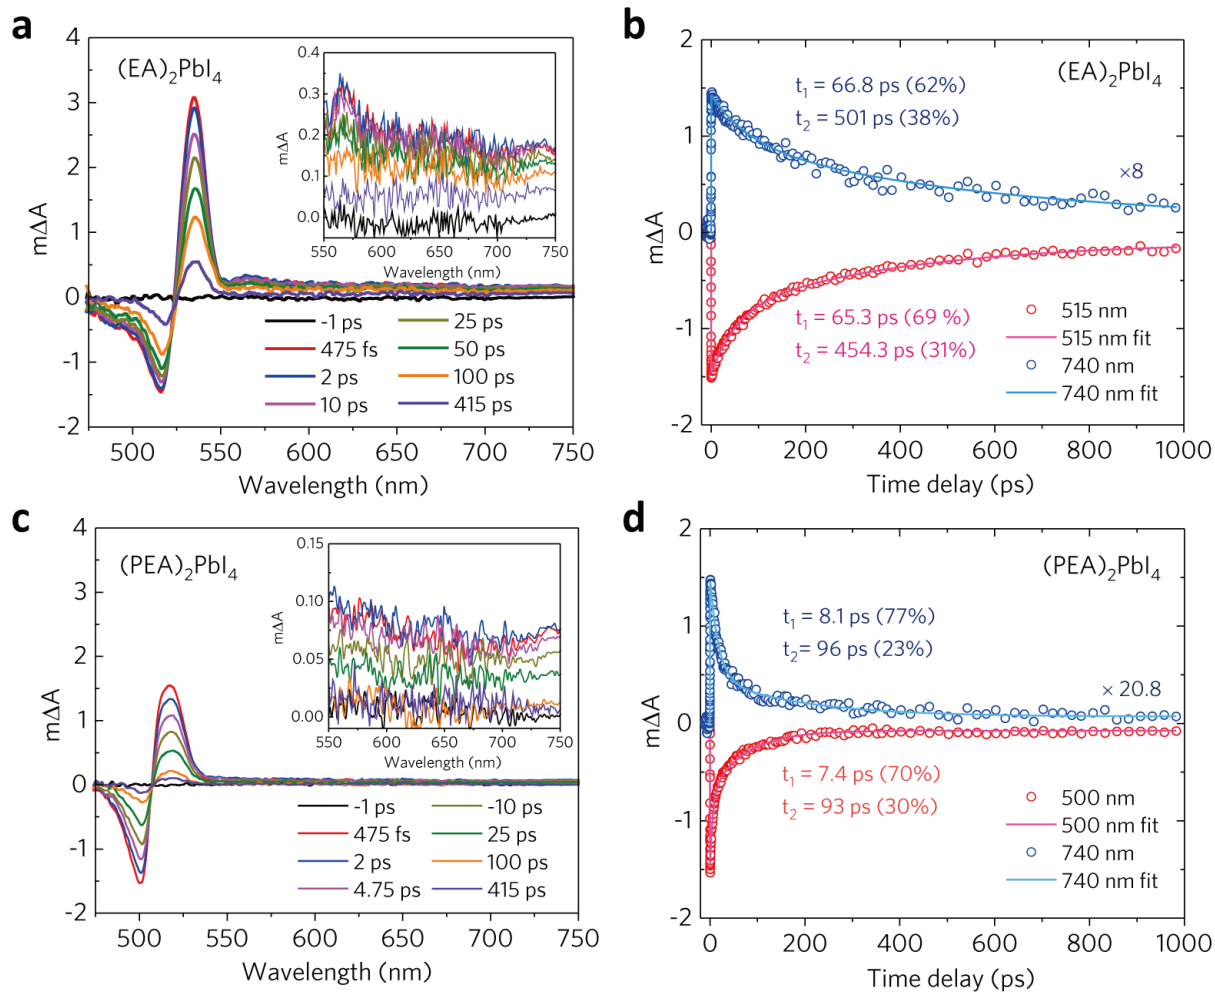 a
(EA)₂PbI₄
mΔA
4
3
2
1
0
-1
-2
500
550
600
650
700
750
Wavelength (nm)
-1 ps
475 fs
2 ps
10 ps
25 ps
50 ps
100 ps
415 ps
mΔA
0.4
0.3
0.2
0.1
0.0
550
600
650
700
750
Wavelength (nm)
b
(EA)₂PbI₄
t₁ = 66.8 ps (62%)
t₂ = 501 ps (38%)
×8
t₁ = 65.3 ps (69 %)
t₂ = 454.3 ps (31%)
515 nm
515 nm fit
740 nm
740 nm fit
mΔA
2
1
0
-1
-2
0
200
400
600
800
1000
Time delay (ps)
c
(PEA)₂PbI₄
mΔA
4
3
2
1
0
-1
-2
500
550
600
650
700
750
Wavelength (nm)
-1 ps
475 fs
2 ps
4.75 ps
-10 ps
25 ps
100 ps
415 ps
mΔA
0.15
0.10
0.05
0.00
550
600
650
700
750
Wavelength (nm)
d
(PEA)₂PbI₄
t₁ = 8.1 ps (77%)
t₂= 96 ps (23%)
× 20.8
t₁ = 7.4 ps (70%)
t₂ = 93 ps (30%)
500 nm
500 nm fit
740 nm
740 nm fit
mΔA
2
1
0
-1
-2
0
200
400
600
800
1000
Time delay (ps)